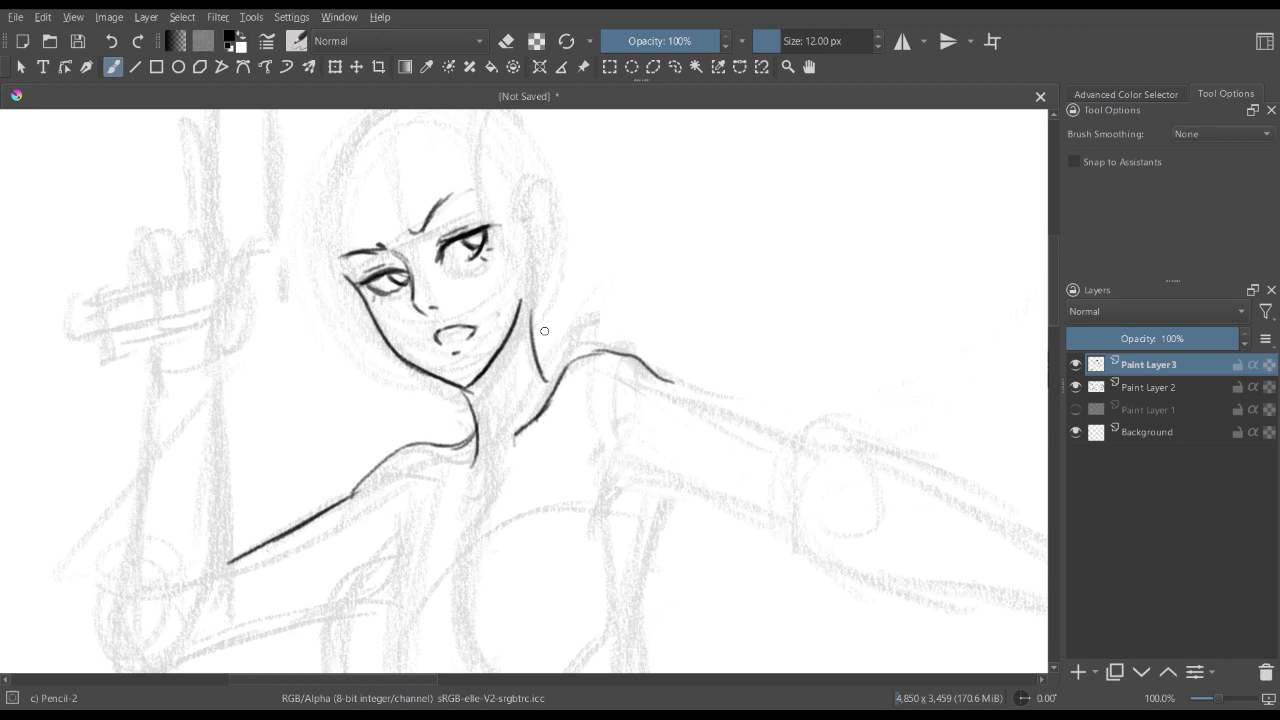 File Edit View Image Layer Select Filter Tools Settings Window Help
Normal Opacity: 100% Size: 12.00 px
[Not Saved] *
Advanced Color Selector Tool Options
Tool Options
Brush Smoothing: None
Snap to Assistants
Layers
Normal
Opacity: 100%
Paint Layer 3
Paint Layer 2
Paint Layer 1
Background
c) Pencil-2 RGB/Alpha (8-bit integer/channel) sRGB-elle-V2-srgbtrc.icc 4,850 x 3,459 (170.6 MiB) 0.00° 100.0%